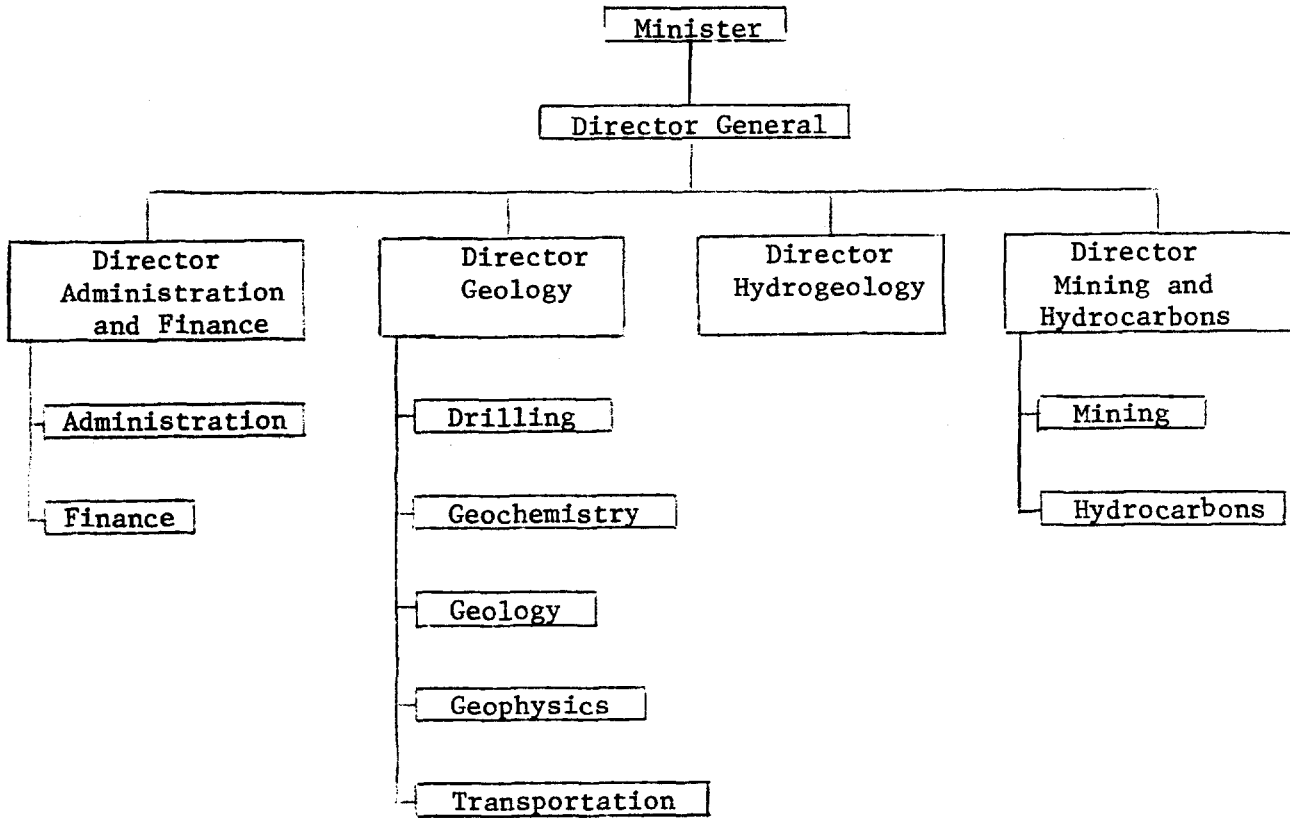 Minister
Director General
Director
Administration
and Finance
Director
Geology
Director
Hydrogeology
Director
Mining and
Hydrocarbons
Administration
Finance
Drilling
Geochemistry
Geology
Geophysics
Transportation
Mining
Hydrocarbons